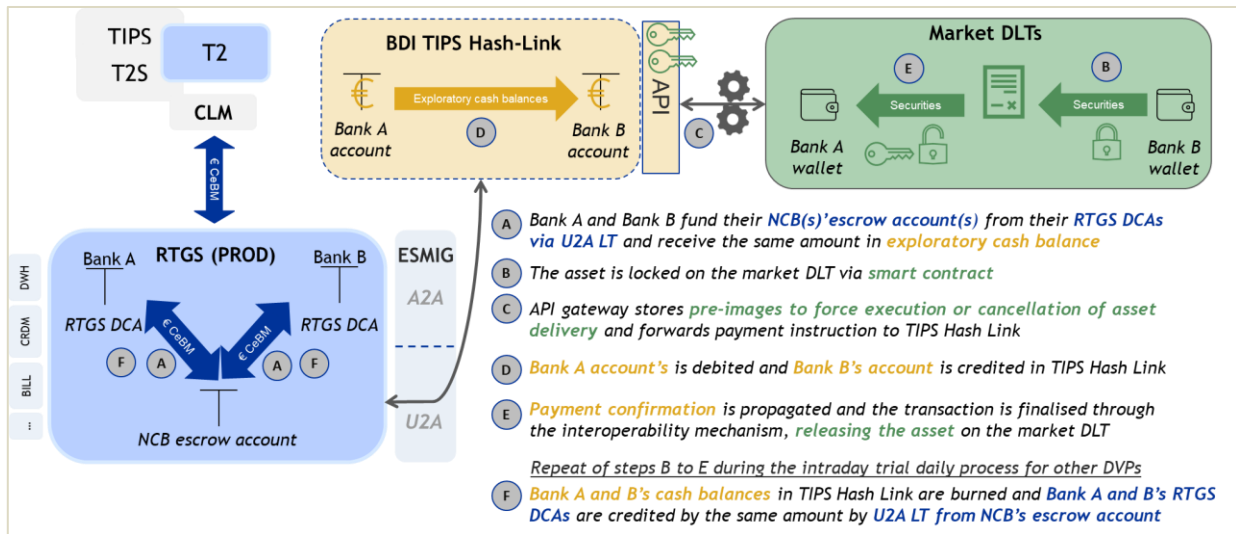 TIPS
T2S
T2
CLM
€ CeBM
BDI TIPS Hash-Link
€
Exploratory cash balances
€
Bank A
account
D
Bank B
account
API
C
Market DLTs
E
B
Securities
Securities
Bank A
wallet
Bank B
wallet
RTGS (PROD)
Bank A
Bank B
RTGS DCA
RTGS DCA
€ CeBM
€ CeBM
F
A
A
F
NCB escrow account
DWH
CRDM
BILL
...
ESMIG
A2A
U2A
A
Bank A and Bank B fund their NCB(s)’escrow account(s) from their RTGS DCAs
via U2A LT and receive the same amount in exploratory cash balance
B
The asset is locked on the market DLT via smart contract
C
API gateway stores pre-images to force execution or cancellation of asset
delivery and forwards payment instruction to TIPS Hash Link
D
Bank A account’s is debited and Bank B’s account is credited in TIPS Hash Link
E
Payment confirmation is propagated and the transaction is finalised through
the interoperability mechanism, releasing the asset on the market DLT
Repeat of steps B to E during the intraday trial daily process for other DVPs
F
Bank A and B’s cash balances in TIPS Hash Link are burned and Bank A and B’s RTGS
DCAs are credited by the same amount by U2A LT from NCB’s escrow account